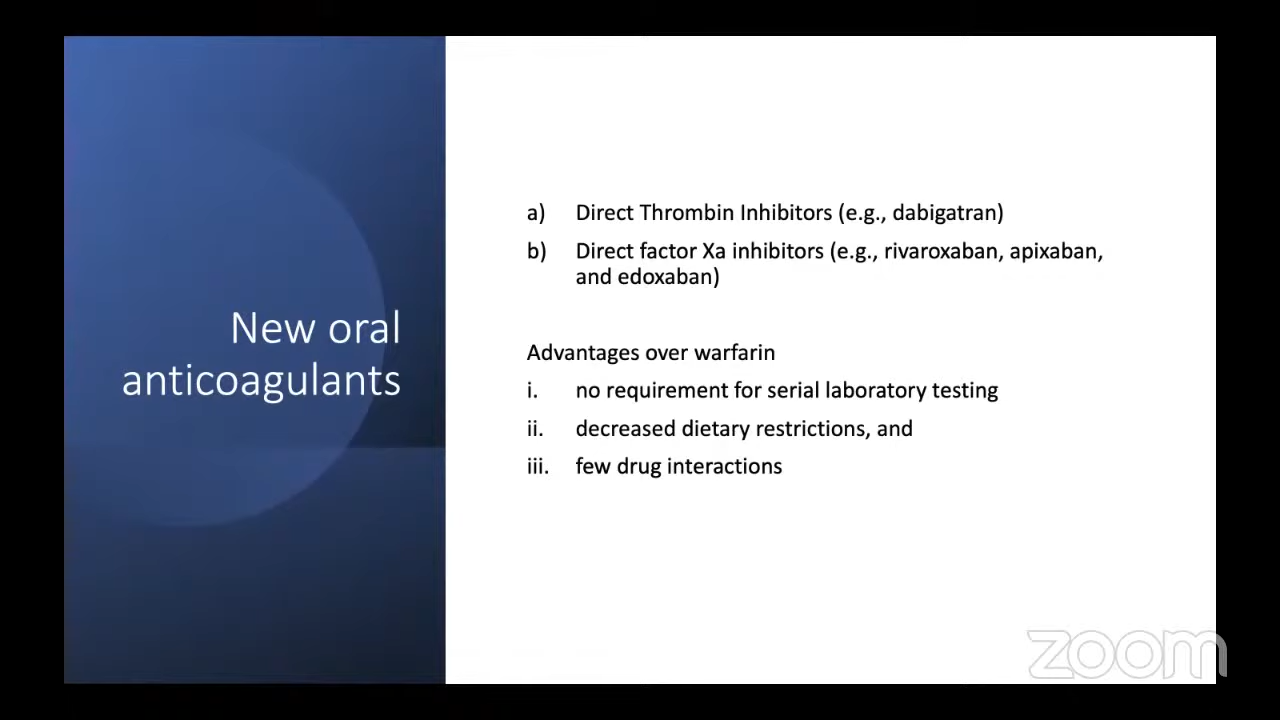 New oral
anticoagulants
a) Direct Thrombin Inhibitors (e.g., dabigatran)
b) Direct factor Xa inhibitors (e.g., rivaroxaban, apixaban,
and edoxaban)
Advantages over warfarin
i. no requirement for serial laboratory testing
ii. decreased dietary restrictions, and
iii. few drug interactions
zoom